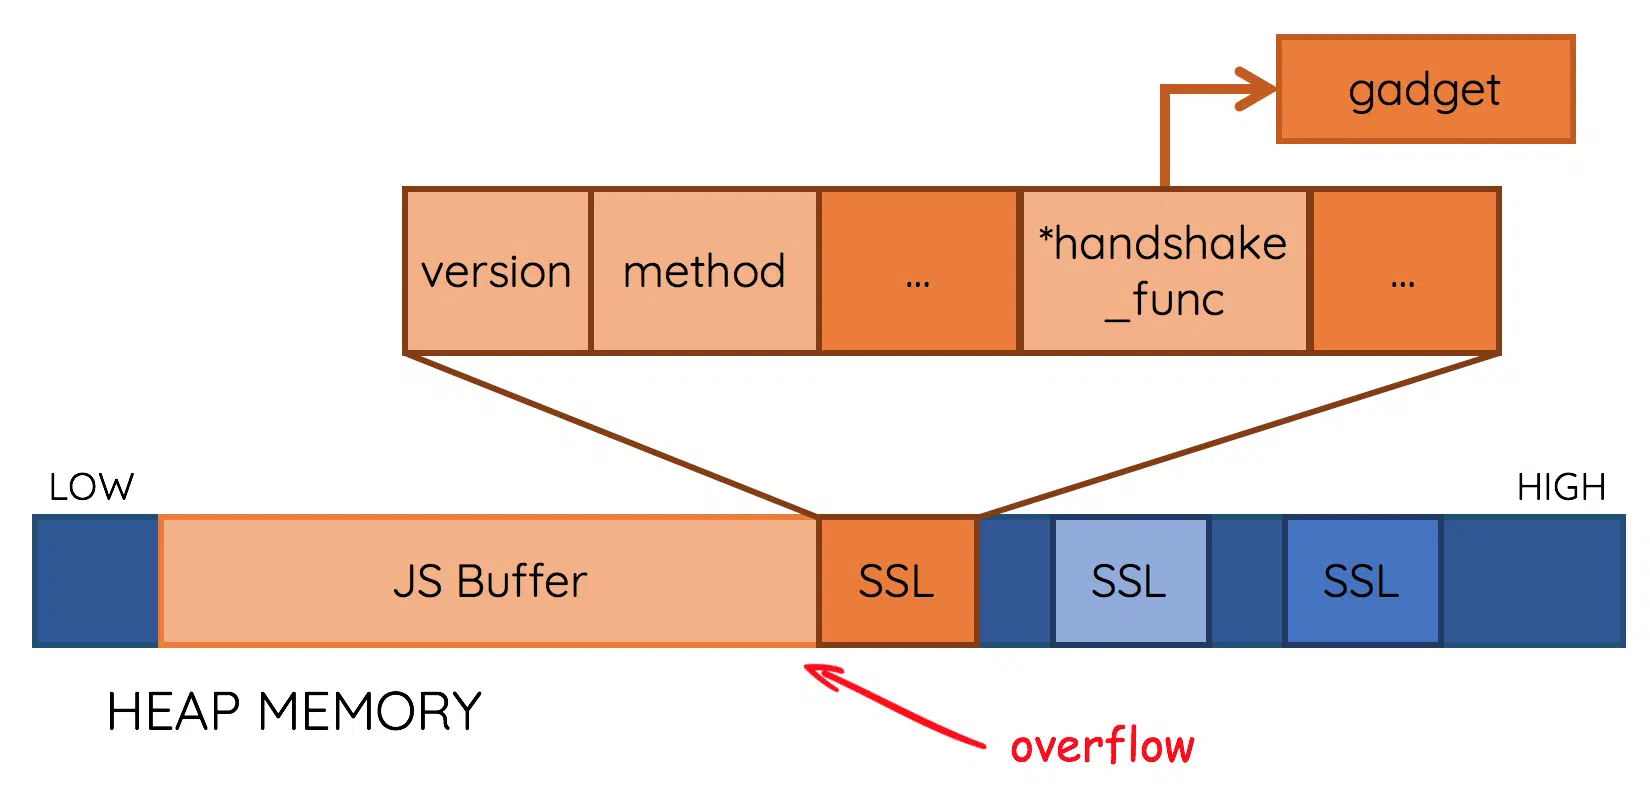 gadget
version
method
...
*handshake
_func
...
LOW
HIGH
JS Buffer
SSL
SSL
SSL
HEAP MEMORY
overflow